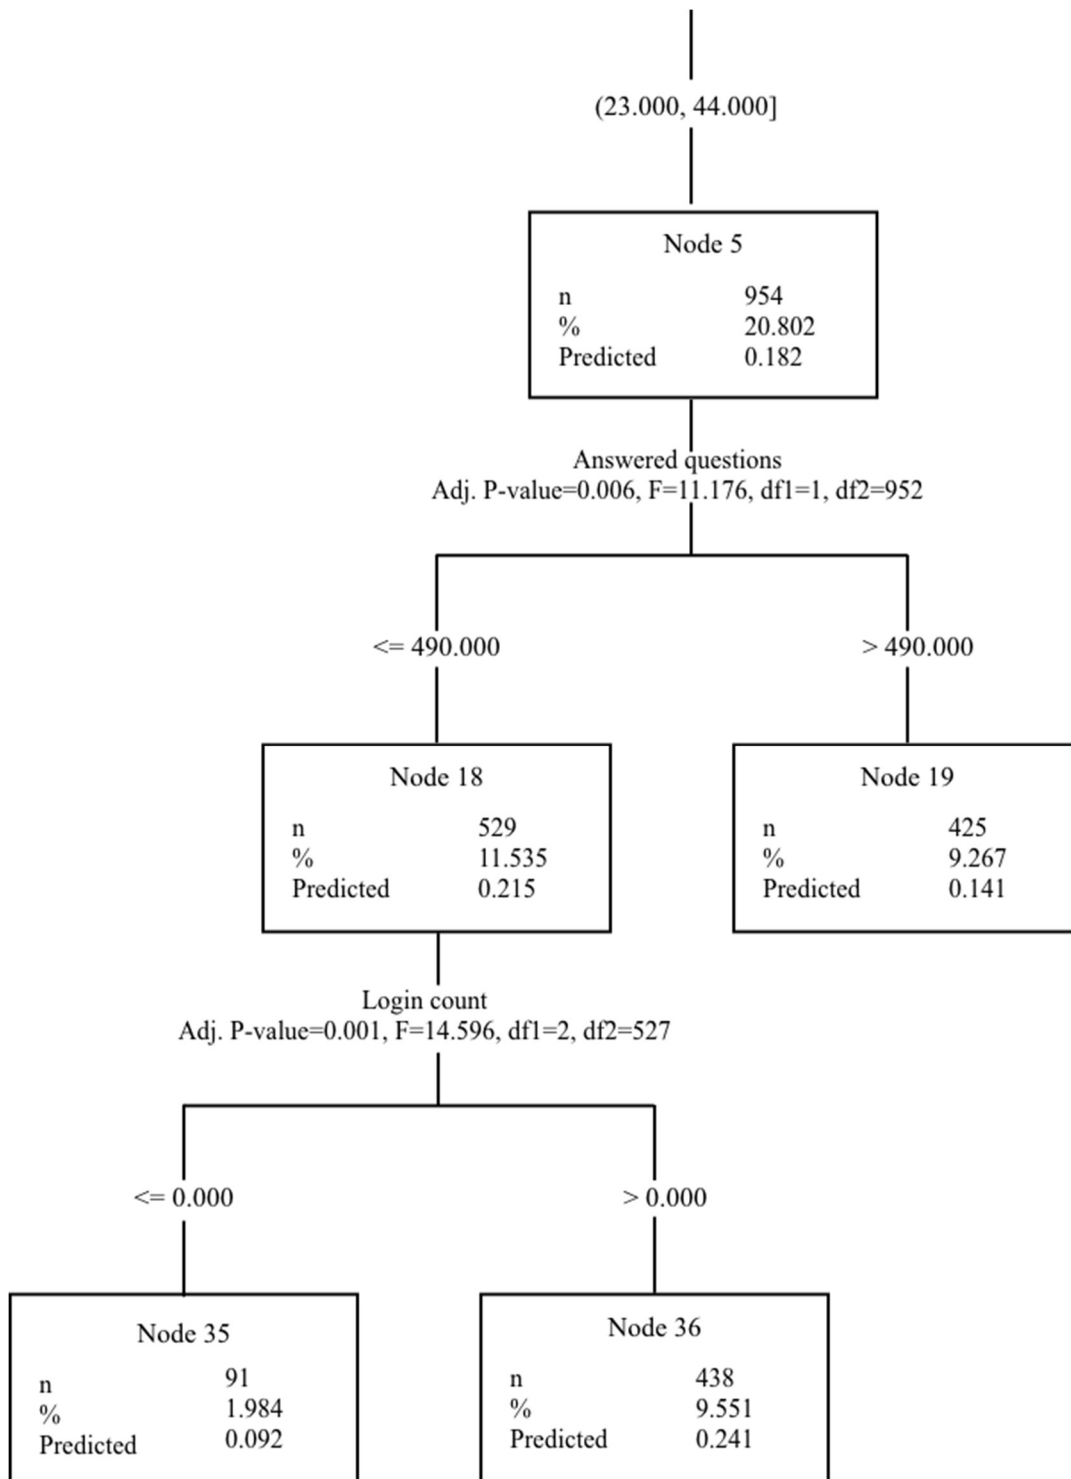 (23.000, 44.000]
Node 5
n 954
% 20.802
Predicted 0.182
Answered questions
Adj. P-value=0.006, F=11.176, df1=1, df2=952
<= 490.000
> 490.000
Node 18
n 529
% 11.535
Predicted 0.215
Node 19
n 425
% 9.267
Predicted 0.141
Login count
Adj. P-value=0.001, F=14.596, df1=2, df2=527
<= 0.000
> 0.000
Node 35
n 91
% 1.984
Predicted 0.092
Node 36
n 438
% 9.551
Predicted 0.241